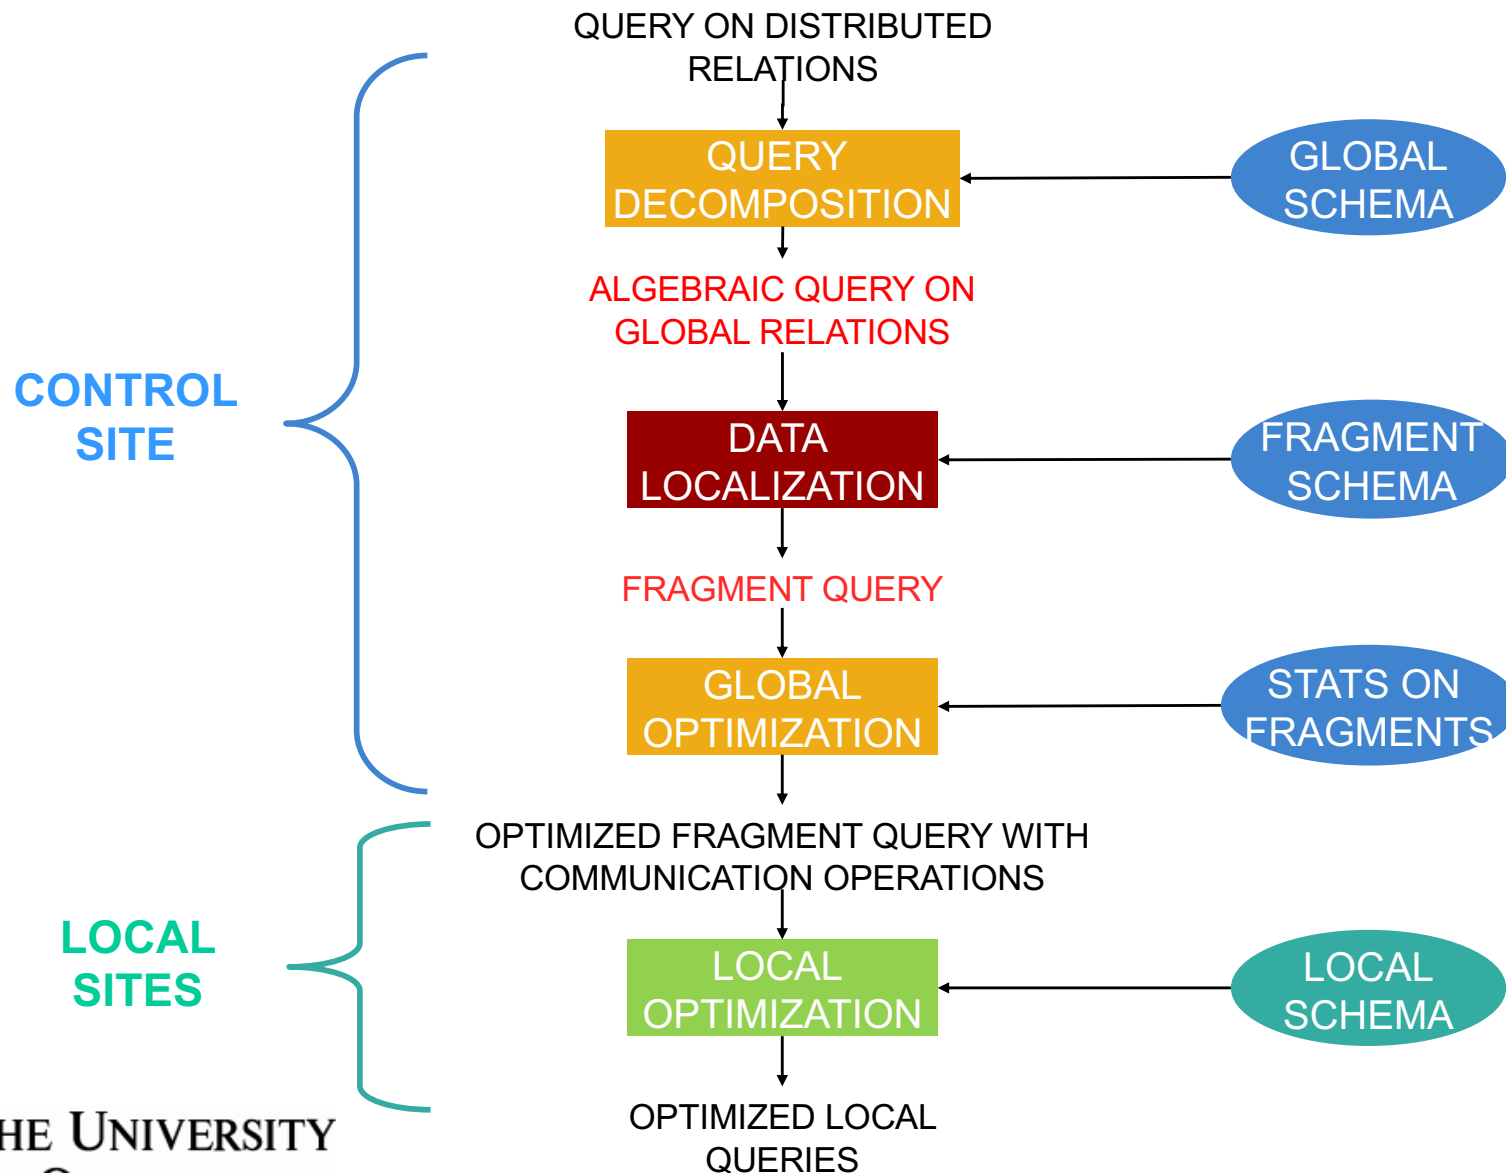 QUERY ON DISTRIBUTED
RELATIONS
QUERY
DECOMPOSITION
GLOBAL
SCHEMA
ALGEBRAIC QUERY ON
GLOBAL RELATIONS
CONTROL
SITE
DATA
LOCALIZATION
FRAGMENT
SCHEMA
FRAGMENT QUERY
GLOBAL
OPTIMIZATION
STATS ON
FRAGMENTS
OPTIMIZED FRAGMENT QUERY WITH
COMMUNICATION OPERATIONS
LOCAL
SITES
LOCAL
OPTIMIZATION
LOCAL
SCHEMA
OPTIMIZED LOCAL
QUERIES
HE UNIVERSITY